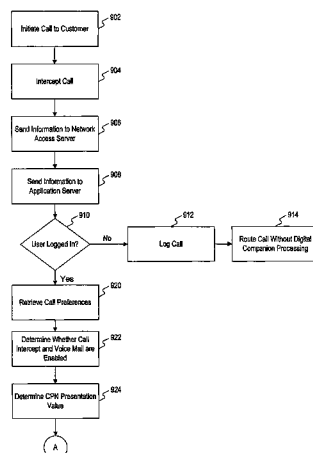 Initiate Call to Customer
902
Intercept Call
904
Send Information to Network
Access Server
906
Send Information to
Application Server
908
User Logged In?
910
No
Log Call
912
Route Call Without Digital
Companion Processing
914
Yes
Retrieve Call Preferences
920
Determine Whether Call
Intercept and Voice Mail are
Enabled
922
Determine CPN Presentation
Value
924
A